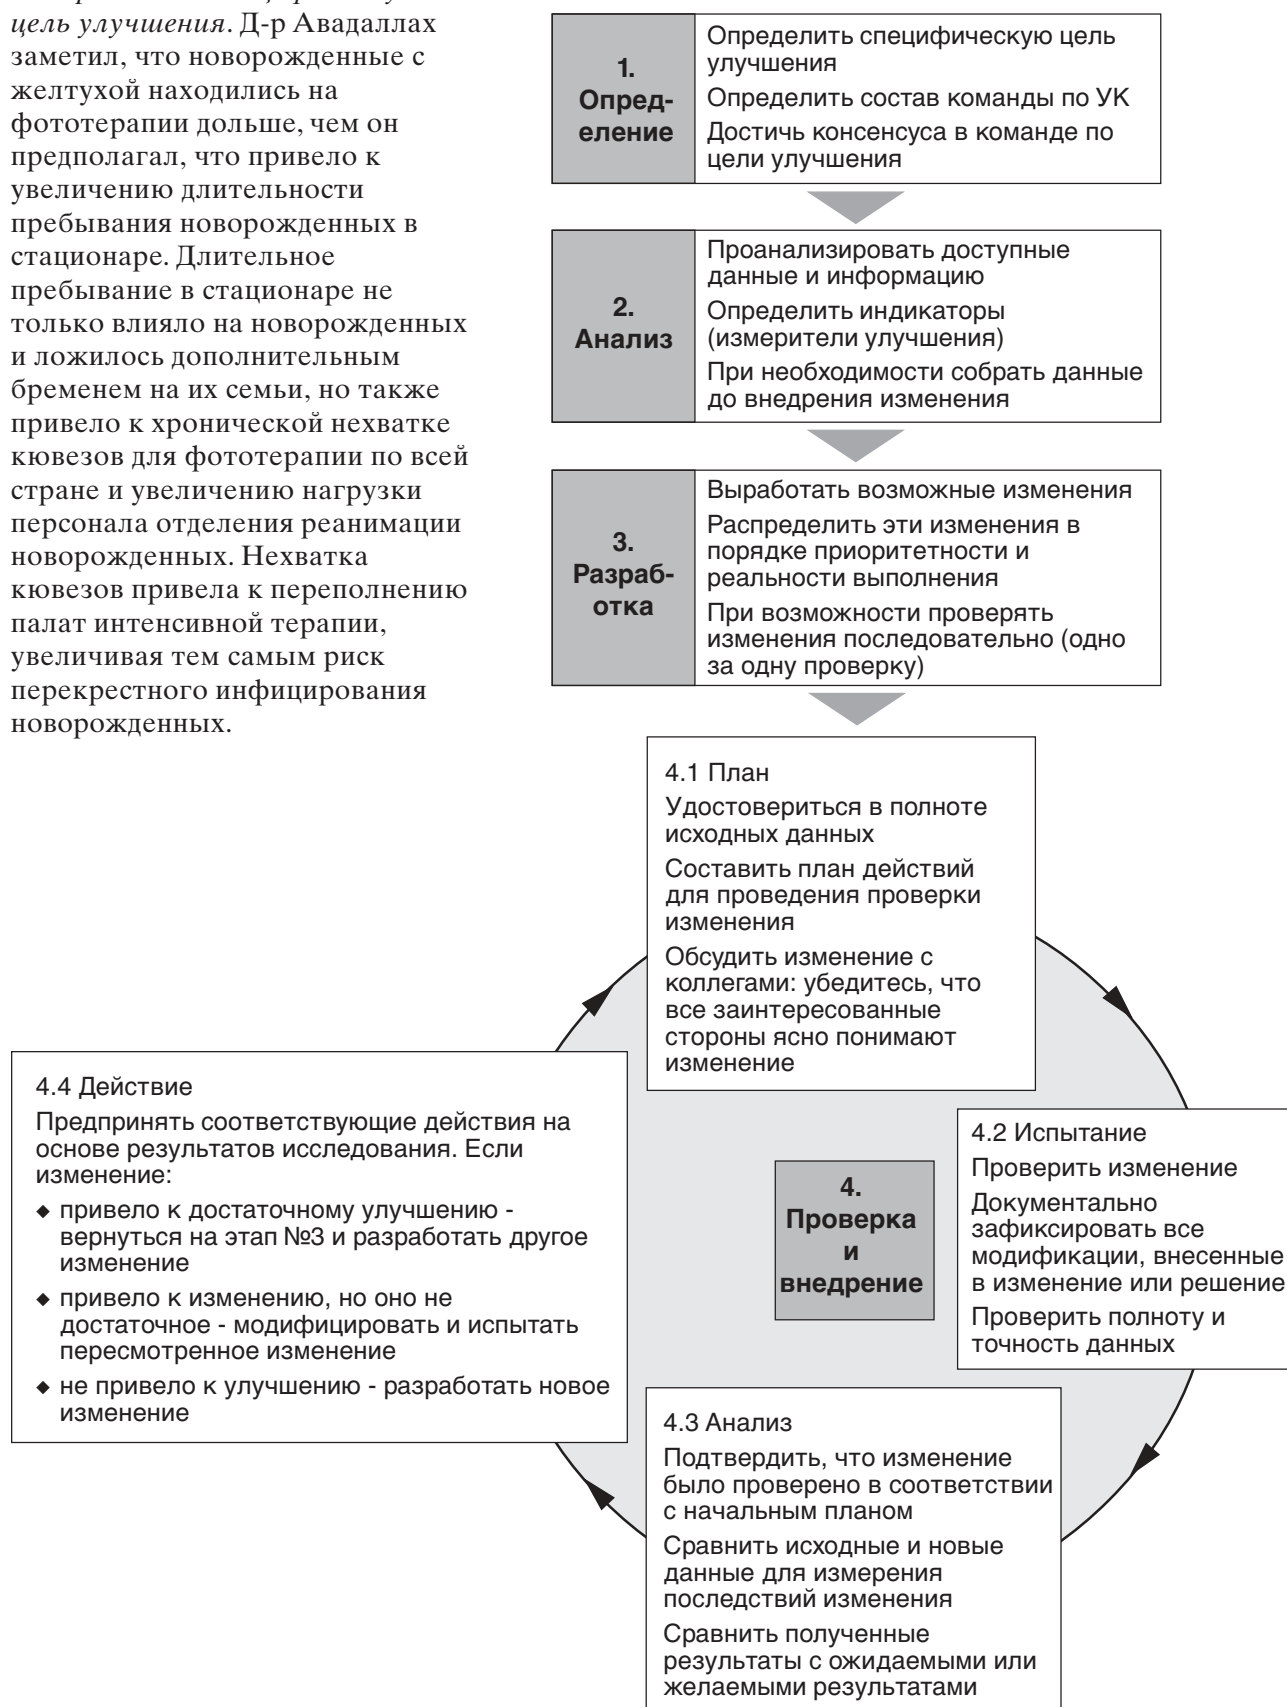 цель улучшения. Д-р Авадаллах
заметил, что новорожденные с
желтухой находились на
фототерапии дольше, чем он
предполагал, что привело к
увеличению длительности
пребывания новорожденных в
стационаре. Длительное
пребывание в стационаре не
только влияло на новорожденных
и ложилось дополнительным
бременем на их семьи, но также
привело к хронической нехватке
кювезов для фототерапии по всей
стране и увеличению нагрузки
персонала отделения реанимации
новорожденных. Нехватка
кювезов привела к переполнению
палат интенсивной терапии,
увеличивая тем самым риск
перекрестного инфицирования
новорожденных.
1.
Опред-
еление
Определить специфическую цель
улучшения
Определить состав команды по УК
Достичь консенсуса в команде по
цели улучшения
2.
Анализ
Проанализировать доступные
данные и информацию
Определить индикаторы
(измерители улучшения)
При необходимости собрать данные
до внедрения изменения
3.
Разраб-
отка
Выработать возможные изменения
Распределить эти изменения в
порядке приоритетности и
реальности выполнения
При возможности проверять
изменения последовательно (одно
за одну проверку)
4.1 План
Удостовериться в полноте
исходных данных
Составить план действий
для проведения проверки
изменения
Обсудить изменение с
коллегами: убедитесь, что
все заинтересованные
стороны ясно понимают
изменение
4.
Проверка
и
внедрение
4.2 Испытание
Проверить изменение
Документально
зафиксировать все
модификации, внесенные
в изменение или решение
Проверить полноту и
точность данных
4.3 Анализ
Подтвердить, что изменение
было проверено в соответствии
с начальным планом
Сравнить исходные и новые
данные для измерения
последствий изменения
Сравнить полученные
результаты с ожидаемыми или
желаемыми результатами
4.4 Действие
Предпринять соответствующие действия на
основе результатов исследования. Если
изменение:
◆ привело к достаточному улучшению -
вернуться на этап №3 и разработать другое
изменение
◆ привело к изменению, но оно не
достаточное - модифицировать и испытать
пересмотренное изменение
◆ не привело к улучшению - разработать новое
изменение